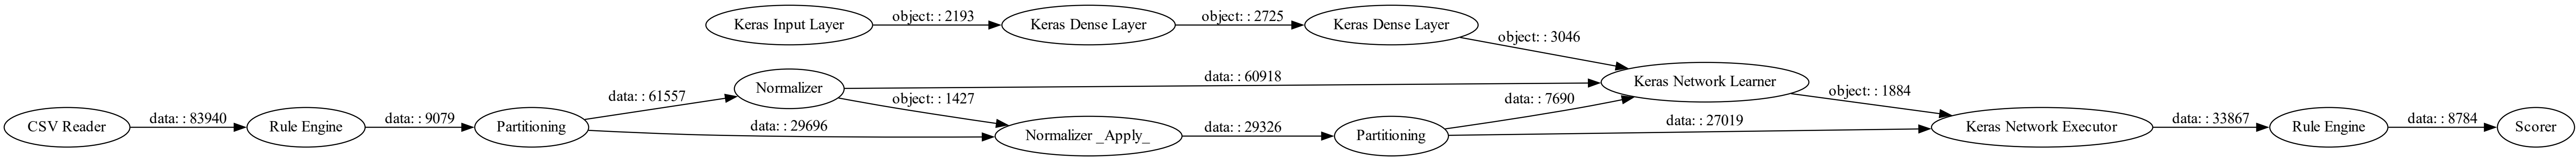 Keras Input Layer
object: : 2193
Keras Dense Layer
object: : 2725
Keras Dense Layer
object: : 3046
CSV Reader
data: : 83940
Rule Engine
data: : 9079
Partitioning
data: : 61557
Normalizer
data: : 60918
object: : 1427
data: : 29696
Normalizer _Apply_
data: : 29326
Partitioning
data: : 7690
Keras Network Learner
object: : 1884
data: : 27019
Keras Network Executor
data: : 33867
Rule Engine
data: : 8784
Scorer